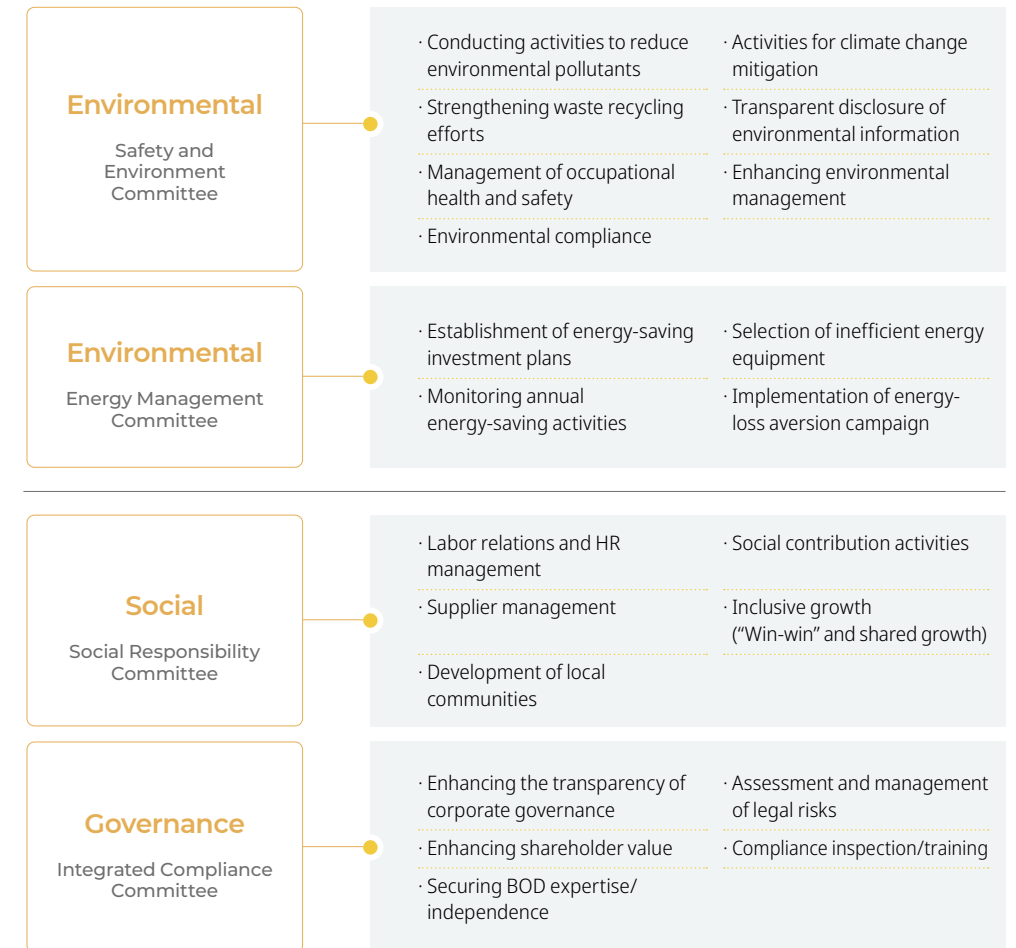 Environmental
Safety and
Environment
Committee
· Conducting activities to reduce
environmental pollutants
· Strengthening waste recycling
efforts
· Management of occupational
health and safety
· Environmental compliance
· Activities for climate change
mitigation
· Transparent disclosure of
environmental information
· Enhancing environmental
management
Environmental
Energy Management
Committee
· Establishment of energy-saving
investment plans
· Monitoring annual
energy-saving activities
· Selection of inefficient energy
equipment
· Implementation of energy-
loss aversion campaign
Social
Social Responsibility
Committee
· Labor relations and HR
management
· Supplier management
· Development of local
communities
· Social contribution activities
· Inclusive growth
(“Win-win” and shared growth)
Governance
Integrated Compliance
Committee
· Enhancing the transparency of
corporate governance
· Enhancing shareholder value
· Securing BOD expertise/
independence
· Assessment and management
of legal risks
· Compliance inspection/training